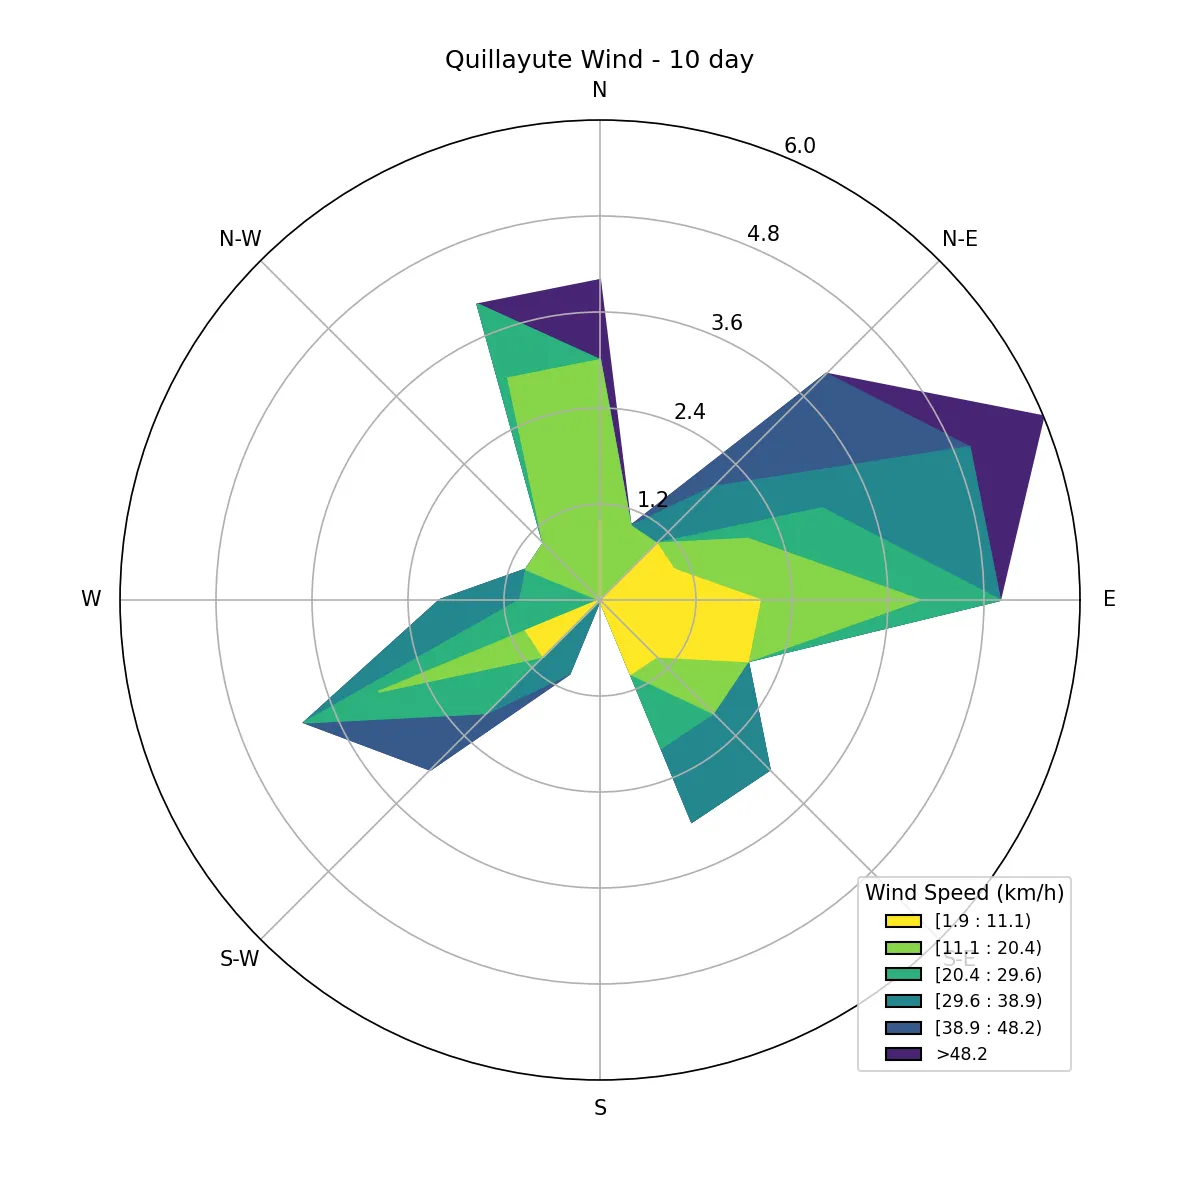 Quillayute Wind - 10 day
N
6.0
N-W
N-E
4.8
3.6
2.4
1.2
W
E
S-W
S-E
S
Wind Speed (km/h)
[1.9 : 11.1)
[11.1 : 20.4)
[20.4 : 29.6)
[29.6 : 38.9)
[38.9 : 48.2)
>48.2